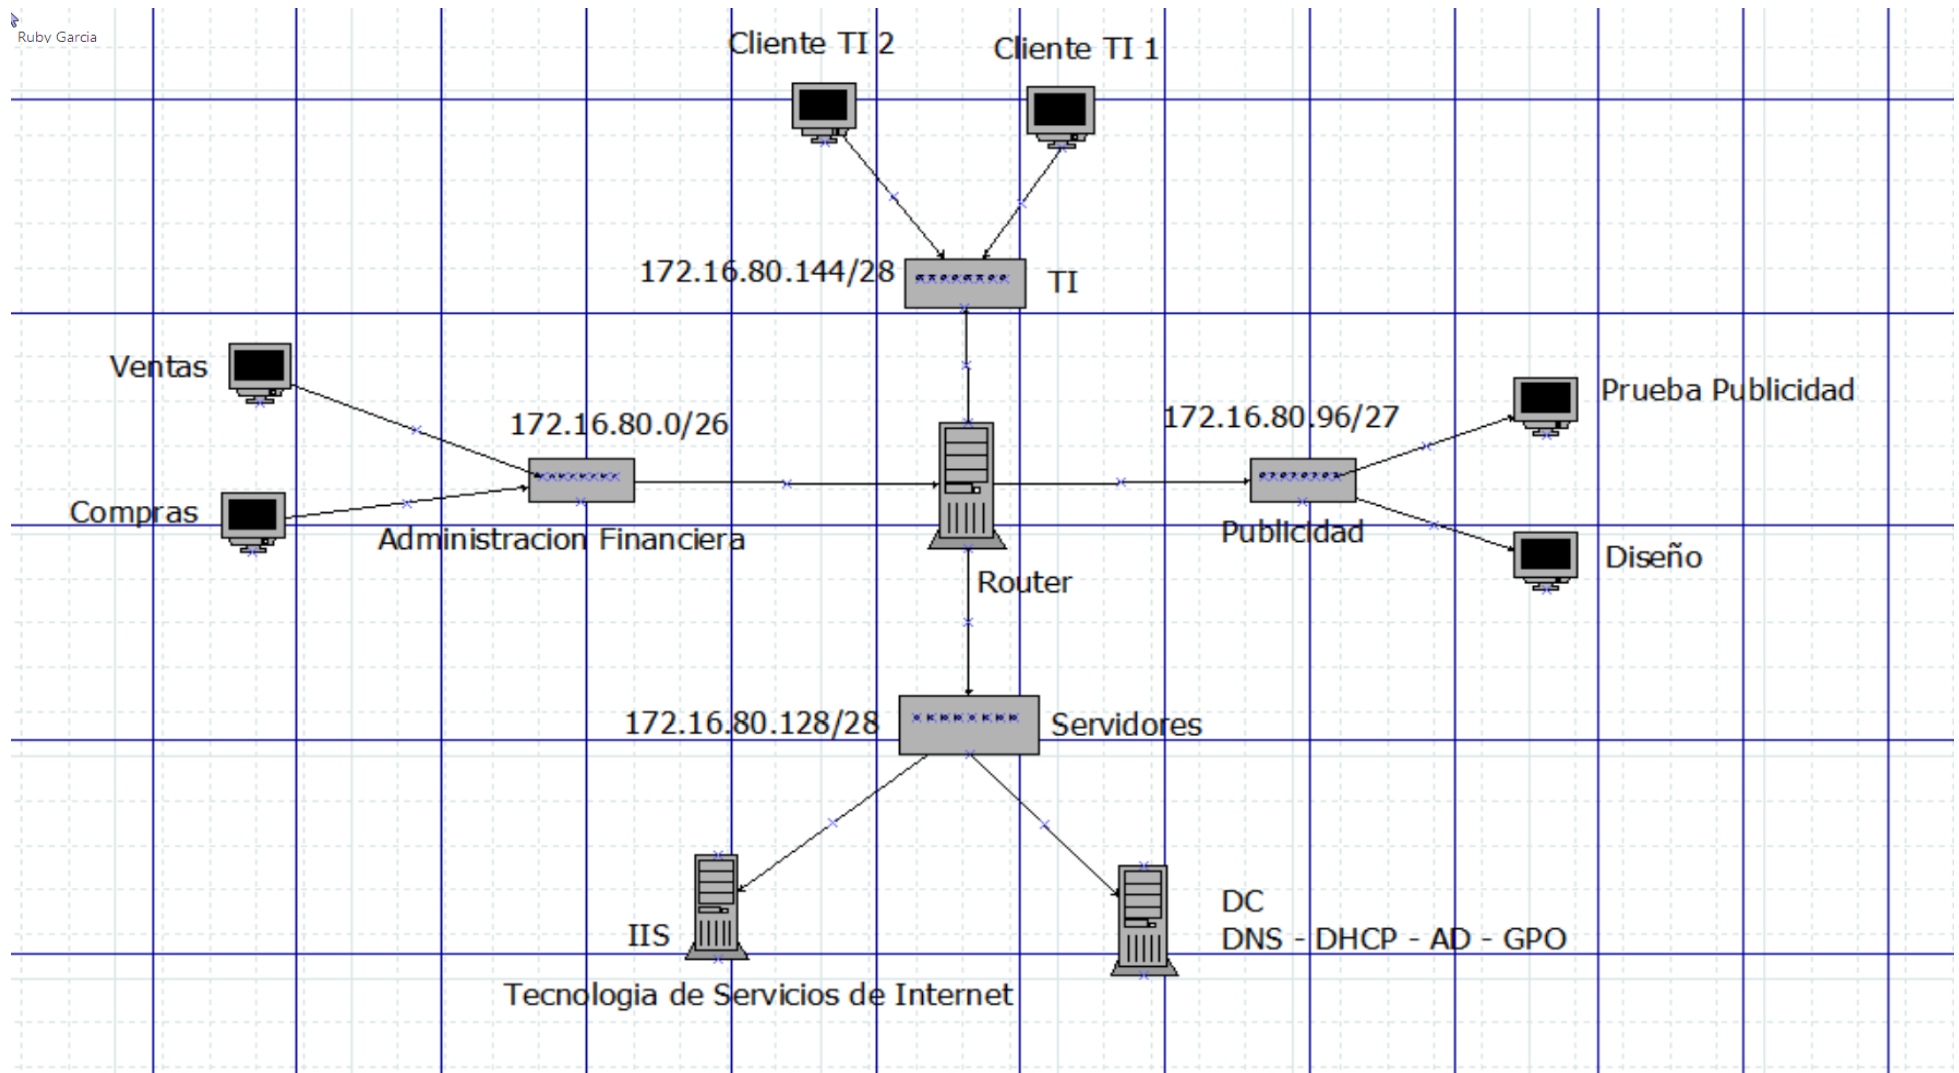 Ruby Garcia
Cliente TI 2
Cliente TI 1
172.16.80.144/28
TI
Ventas
172.16.80.0/26
172.16.80.96/27
Prueba Publicidad
Compras
Administracion Financiera
Publicidad
Diseño
Router
172.16.80.128/28
Servidores
DC
IIS
DNS - DHCP - AD - GPO
Tecnologia de Servicios de Internet